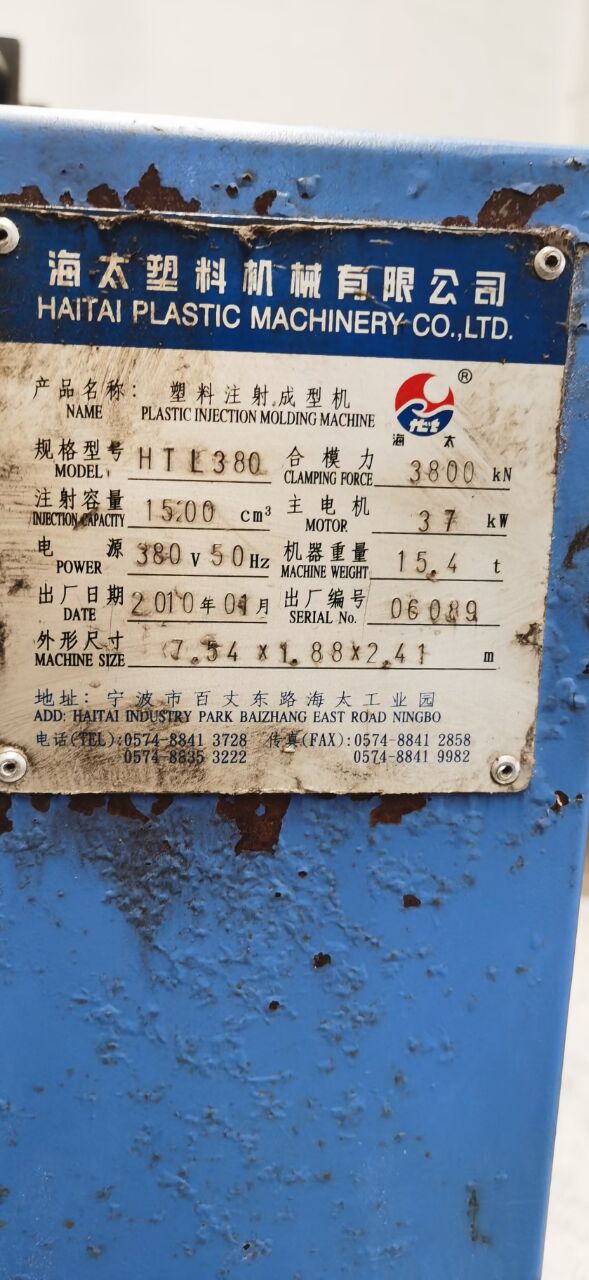 海太塑料机械有限公司
HAITAI PLASTIC MACHINERY CO.,LTD.
产品名称: 塑料注射成型机
NAME PLASTIC INJECTION MOLDING MACHINE
®
海太
规格型号 HTL380 合模力 3800 kN
MODEL CLAMPING FORCE
注射容量 1500 cm³ 主电机 37 kW
INJECTION CAPACITY MOTOR
电源 380 V 50 Hz 机器重量 15.4 t
POWER MACHINE WEIGHT
出厂日期 2010年01月 出厂编号 06089
DATE SERIAL No.
外形尺寸 7.54×1.88×2.41 m
MACHINE SIZE
地址: 宁波市百丈东路海太工业园
ADD: HAITAI INDUSTRY PARK BAIZHANG EAST ROAD NINGBO
电话(TEL):0574-8841 3728 传真(FAX):0574-8841 2858
0574-8835 3222 0574-8841 9982